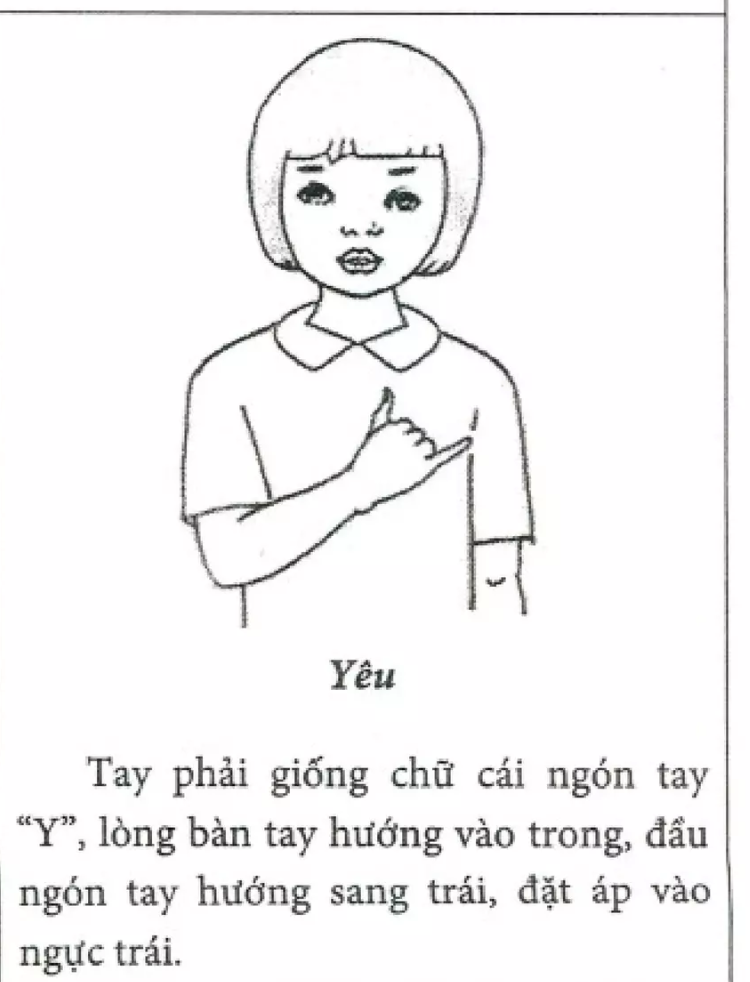 Yêu
Tay phải giống chữ cái ngón tay
“Y”, lòng bàn tay hướng vào trong, đầu
ngón tay hướng sang trái, đặt áp vào
ngực trái.